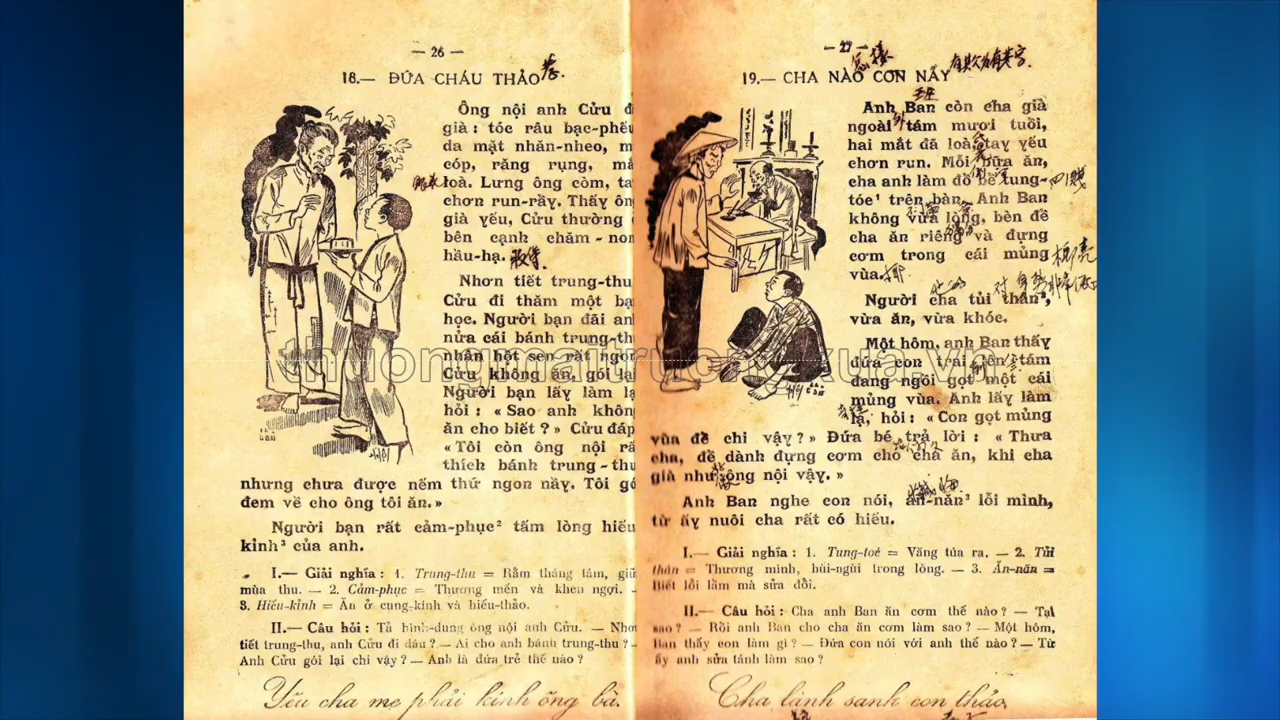 — 26 —
18.— ĐỨA CHÁU THẢO
Ông nội anh Cửu đ
già : tóc râu bạc-phếu
da mặt nhăn-nheo, m
cóp, răng rụng, mắ
loà. Lưng ông còm, ta
chơn run-rẩy. Thấy ôn
già yếu, Cửu thường
bên cạnh chăm-non
hầu-hạ.
Nhơn tiết trung-thu
Cửu đi thăm một bạ
học. Người bạn đãi an
nửa cái bánh trung-th
nhân hột sen rất ngon
Cửu không ăn, gói lạ
Người bạn lấy làm lạ
hỏi : « Sao anh khôn
ăn cho biết ? » Cửu đáp
« Tôi còn ông nội rấ
thích bánh trung-thu
nhưng chưa được nếm thứ ngon nầy. Tôi gó
đem về cho ông tôi ăn. »
Người bạn rất cảm-phục² tấm lòng hiếu
kỉnh³ của anh.
I.— Giải nghĩa : 1. Trung-thu = Rằm tháng tám, giữ
mùa thu. — 2. Cảm-phục = Thương mến và khen ngợi. -
3. Hiếu-kỉnh = Ăn ở cung-kính và hiếu-thảo.
II.— Câu hỏi : Tả hình-dung ông nội anh Cửu. — Nhơ
tiết trung-thu, anh Cửu đi đâu ? — Ai cho anh bánh trung-thu ? —
Anh Cửu gói lại chi vậy ? — Anh là đứa trẻ thế nào ?
Yêu cha mẹ phải kính ông bà.
— 27 —
19.— CHA NÀO CON NẤY
Anh Ban còn cha già
ngoài tám mươi tuổi,
hai mắt đã loà, tay yếu
chơn run. Mỗi bữa ăn,
cha anh làm đổ bể tung-
tóe¹ trên bàn. Anh Ban
không vừa lòng, bèn để
cha ăn riêng và đựng
cơm trong cái mủng
vùa.
Người cha tủi thân²,
vừa ăn, vừa khóc.
Một hôm, anh Ban thấy
đứa con trai lên tám
đang ngồi gọt một cái
mủng vùa. Anh lấy làm
lạ, hỏi : « Con gọt mủng
vùa để chi vậy ? » Đứa bé trả lời : « Thưa
cha, để dành đựng cơm cho cha ăn, khi cha
già như ông nội vậy. »
Anh Ban nghe con nói, ăn-năn³ lỗi mình,
từ ấy nuôi cha rất có hiếu.
I.— Giải nghĩa : 1. Tung-toé = Văng túa ra. — 2. Tủi
thân = Thương mình, bùi-ngùi trong lòng. — 3. Ăn-năn =
Biết lỗi lầm mà sửa đổi.
II.— Câu hỏi : Cha anh Ban ăn cơm thế nào ? — Tại
sao ? — Rồi anh Ban cho cha ăn cơm làm sao ? — Một hôm,
Ban thấy con làm gì ? — Đứa con nói với anh thế nào ? — Từ
ấy anh sửa tánh làm sao ?
Cha lành sanh con thảo.
thuongmaitruongxua.vn